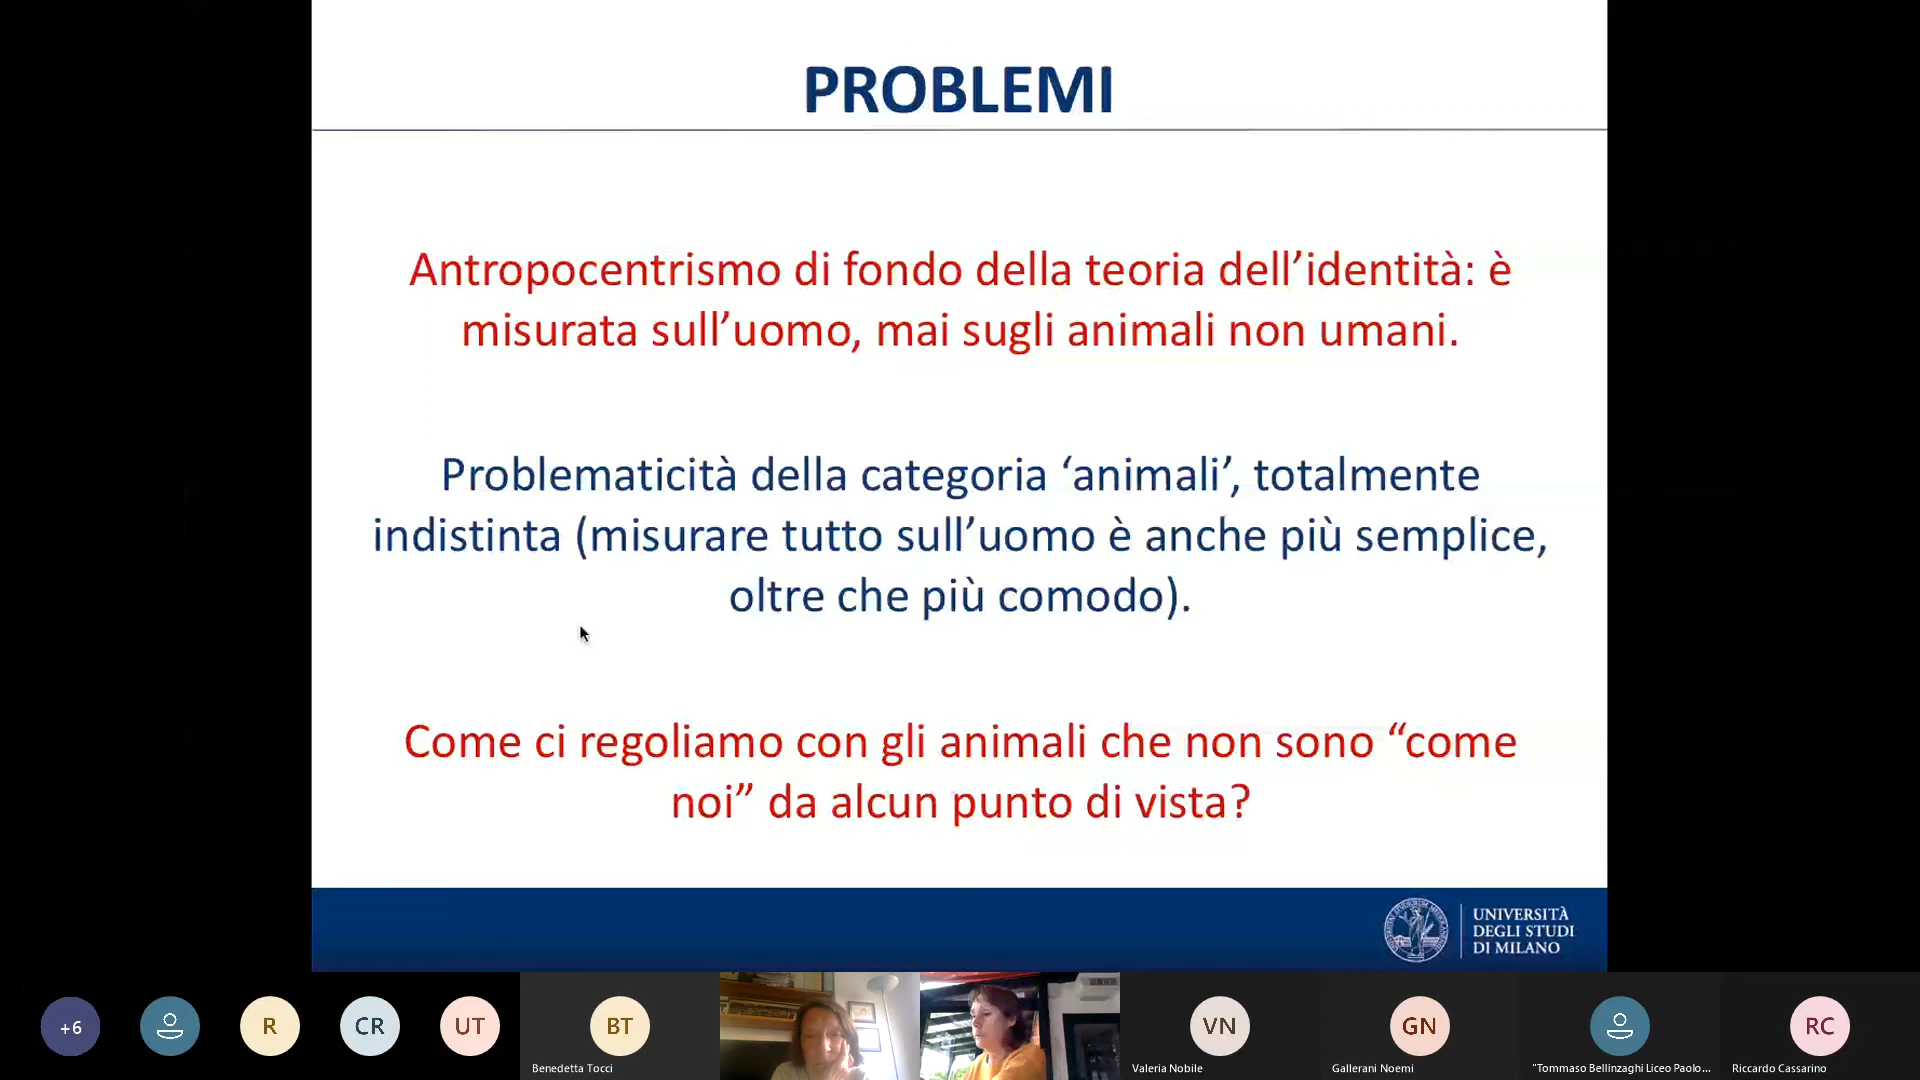 PROBLEMI
Antropocentrismo di fondo della teoria dell’identità: è
misurata sull’uomo, mai sugli animali non umani.
Problematicità della categoria ‘animali’, totalmente
indistinta (misurare tutto sull’uomo è anche più semplice,
oltre che più comodo).
Come ci regoliamo con gli animali che non sono “come
noi” da alcun punto di vista?
UNIVERSITÀ
DEGLI STUDI
DI MILANO
+6
R
CR
UT
BT
VN
GN
RC
Benedetta Tocci
Valeria Nobile
Gallerani Noemi
"Tommaso Bellinzaghi Liceo Paolo...
Riccardo Cassarino